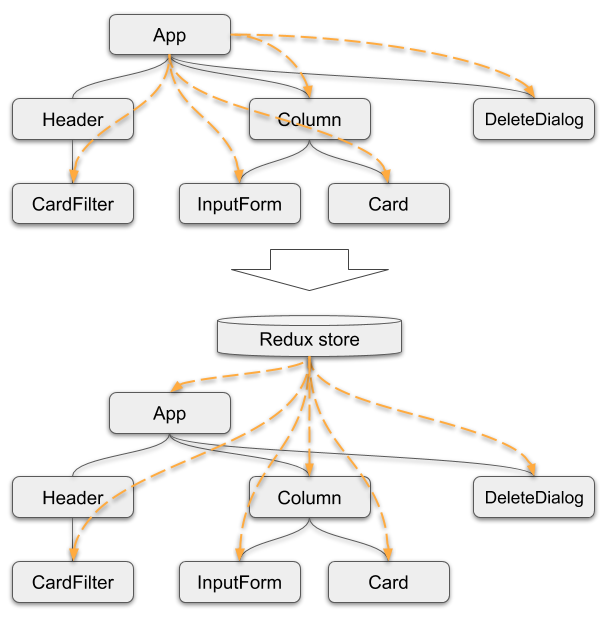 App
Header
Column
DeleteDialog
CardFilter
InputForm
Card
Redux store
App
Header
Column
DeleteDialog
CardFilter
InputForm
Card